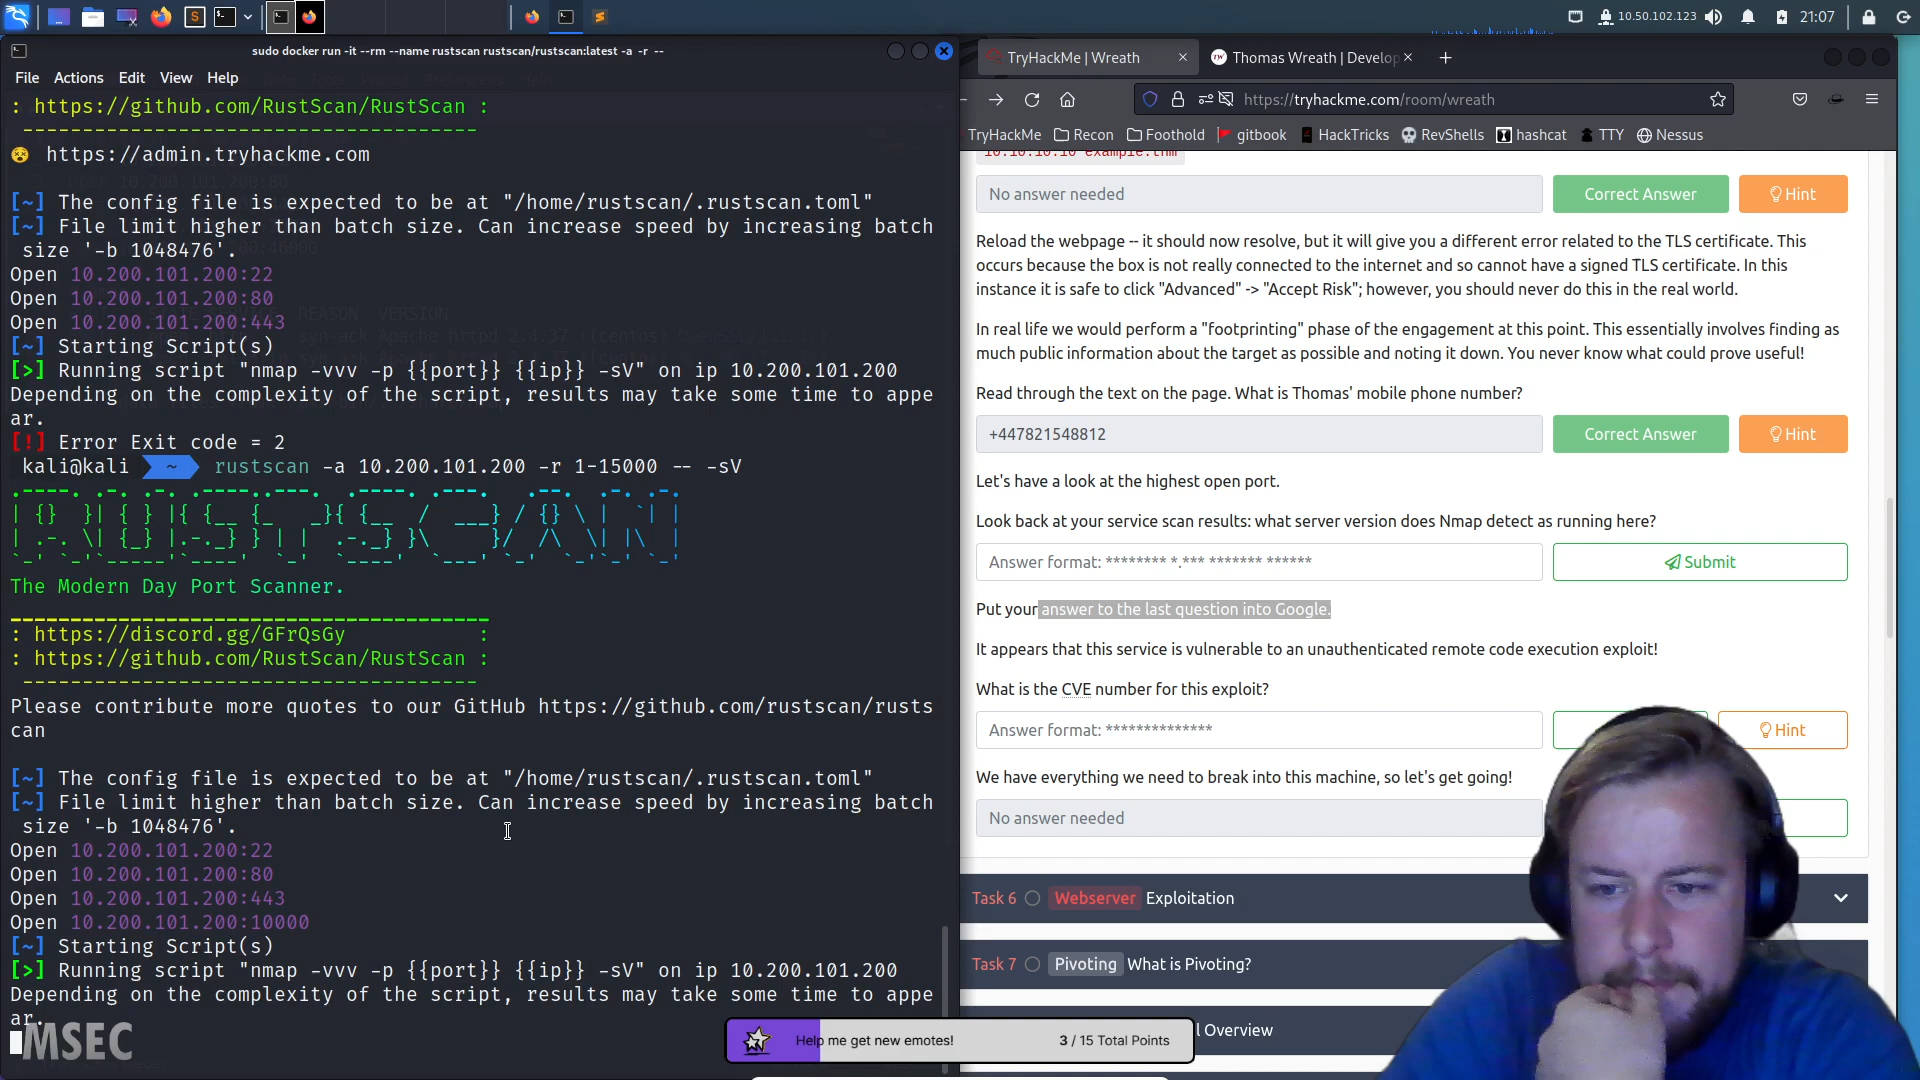 10.50.102.123
21:07
sudo docker run -it --rm --name rustscan rustscan/rustscan:latest -a -r --
File Actions Edit View Help
: https://github.com/RustScan/RustScan :
--------------------------------------
https://admin.tryhackme.com
[~] The config file is expected to be at "/home/rustscan/.rustscan.toml"
[~] File limit higher than batch size. Can increase speed by increasing batch
size '-b 1048476'.
Open 10.200.101.200:22
Open 10.200.101.200:80
Open 10.200.101.200:443
[~] Starting Script(s)
[>] Running script "nmap -vvv -p {{port}} {{ip}} -sV" on ip 10.200.101.200
Depending on the complexity of the script, results may take some time to appe
ar.
[!] Error Exit code = 2
kali@kali ~ rustscan -a 10.200.101.200 -r 1-15000 -- -sV
The Modern Day Port Scanner.
: https://discord.gg/GFrQsGy :
: https://github.com/RustScan/RustScan :
--------------------------------------
Please contribute more quotes to our GitHub https://github.com/rustscan/rusts
can
[~] The config file is expected to be at "/home/rustscan/.rustscan.toml"
[~] File limit higher than batch size. Can increase speed by increasing batch
size '-b 1048476'.
Open 10.200.101.200:22
Open 10.200.101.200:80
Open 10.200.101.200:443
Open 10.200.101.200:10000
[~] Starting Script(s)
[>] Running script "nmap -vvv -p {{port}} {{ip}} -sV" on ip 10.200.101.200
Depending on the complexity of the script, results may take some time to appe
ar.
MSEC
TryHackMe | Wreath
Thomas Wreath | Develop
https://tryhackme.com/room/wreath
TryHackMe Recon Foothold gitbook HackTricks RevShells hashcat TTY Nessus
10.10.10.10 example.thm
No answer needed
Correct Answer
Hint
Reload the webpage -- it should now resolve, but it will give you a different error related to the TLS certificate. This
occurs because the box is not really connected to the internet and so cannot have a signed TLS certificate. In this
instance it is safe to click "Advanced" -> "Accept Risk"; however, you should never do this in the real world.
In real life we would perform a "footprinting" phase of the engagement at this point. This essentially involves finding as
much public information about the target as possible and noting it down. You never know what could prove useful!
Read through the text on the page. What is Thomas' mobile phone number?
+447821548812
Correct Answer
Hint
Let's have a look at the highest open port.
Look back at your service scan results: what server version does Nmap detect as running here?
Answer format: ******** *.*** ******* ******
Submit
Put your answer to the last question into Google.
It appears that this service is vulnerable to an unauthenticated remote code execution exploit!
What is the CVE number for this exploit?
Answer format: **************
Hint
We have everything we need to break into this machine, so let's get going!
No answer needed
Task 6 Webserver Exploitation
Task 7 Pivoting What is Pivoting?
l Overview
Help me get new emotes!
3 / 15 Total Points